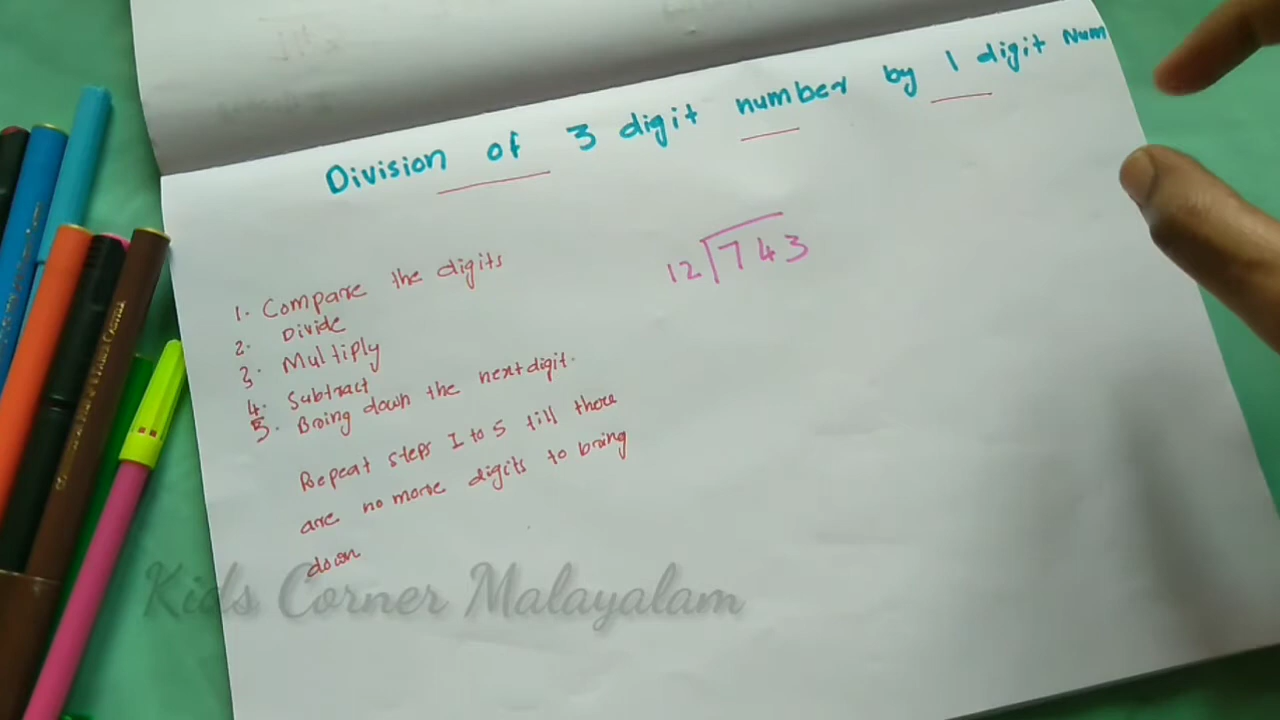 Division of 3 digit number by 1 digit Num
12 743
1. Compare the digits
2. Divide
3. Multiply
4. Subtract
5. Bring down the next digit.
Repeat steps 1 to 5 till there
are no more digits to bring
down
Kids Corner Malayalam